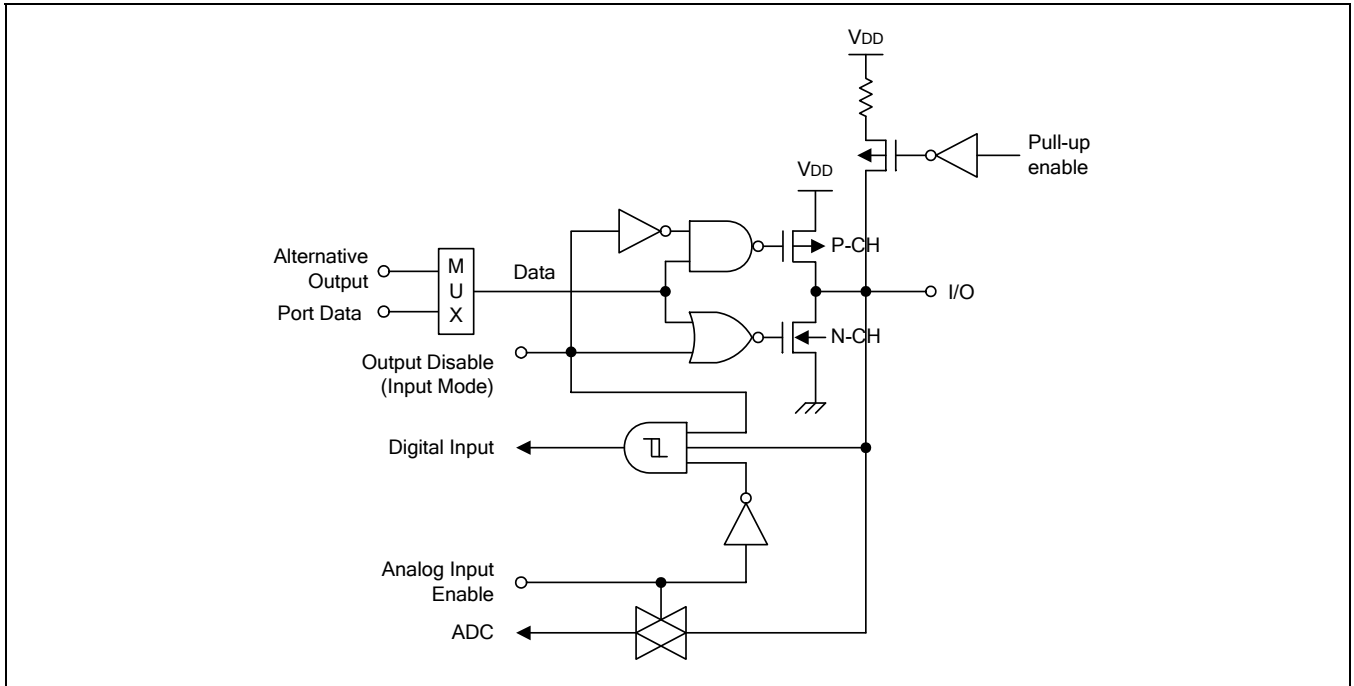 VDD
Pull-up
enable
VDD
P-CH
Alternative
Output
M
U
X
Data
I/O
Port Data
N-CH
Output Disable
(Input Mode)
Digital Input
Analog Input
Enable
ADC